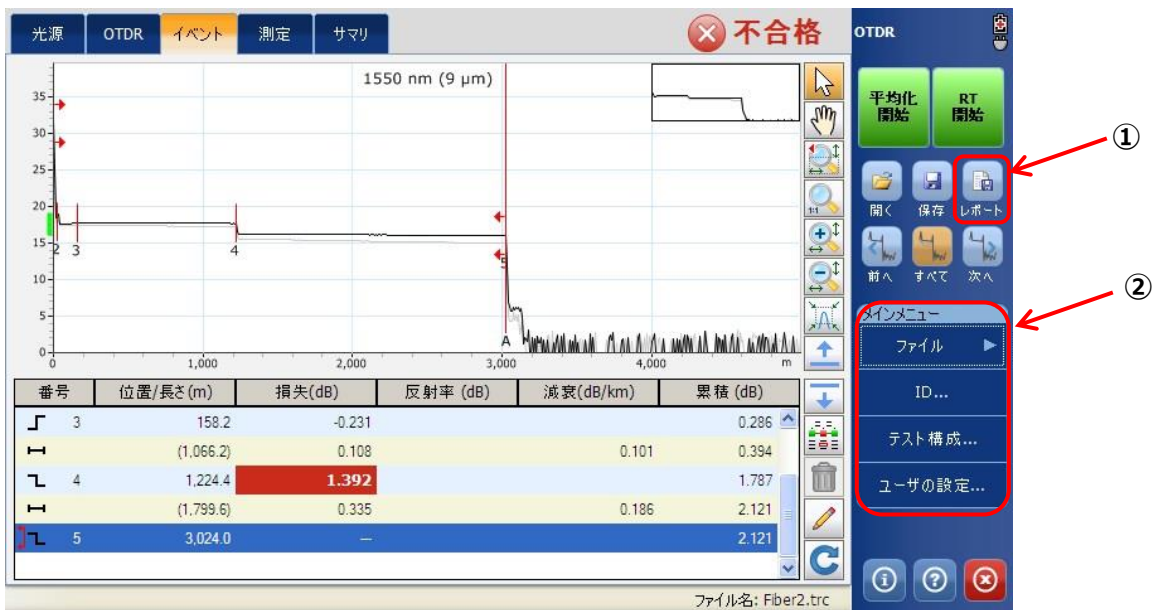 光源 OTDR イベント 測定 サマリ 不合格
1550 nm (9 µm)
35
30
25
20
15
10
5
0
2 3 4 5
A
0 1,000 2,000 3,000 4,000 m
番号 位置/長さ(m) 損失(dB) 反射率 (dB) 減衰(dB/km) 累積 (dB)
3 158.2 -0.231 0.286
(1,066.2) 0.108 0.101 0.394
4 1,224.4 1.392 1.787
(1,799.6) 0.335 0.186 2.121
5 3,024.0 — 2.121
ファイル名: Fiber2.trc
1:1
OTDR
平均化
開始
RT
開始
開く 保存 レポート
前へ すべて 次へ
メインメニュー
ファイル
ID...
テスト構成...
ユーザの設定...
①
②